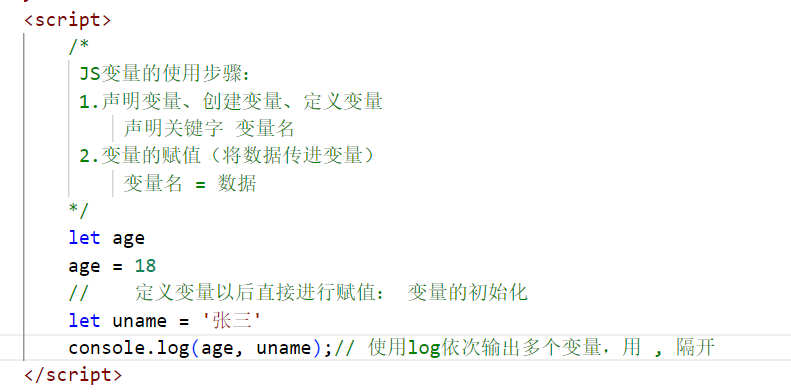 <script>
/*
JS变量的使用步骤：
1.声明变量、创建变量、定义变量
声明关键字 变量名
2.变量的赋值（将数据传进变量）
变量名 = 数据
*/
let age
age = 18
// 定义变量以后直接进行赋值： 变量的初始化
let uname = '张三'
console.log(age, uname);// 使用log依次输出多个变量，用 , 隔开
</script>